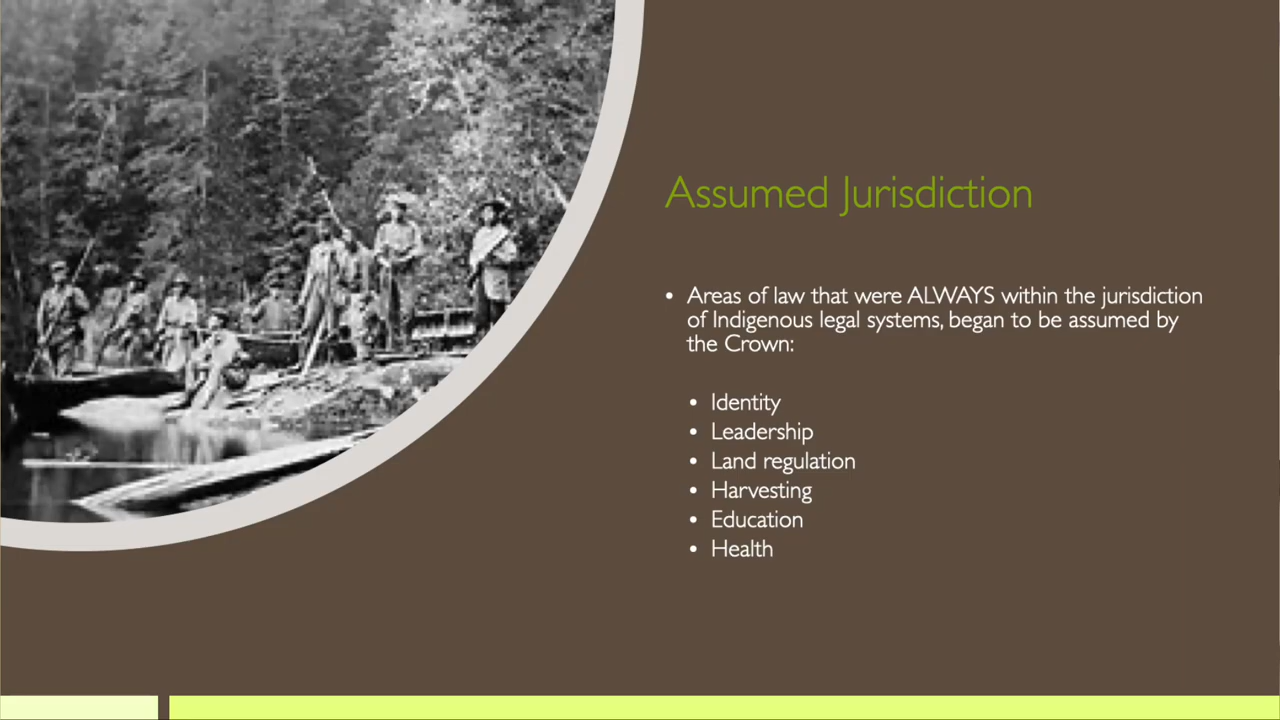 Assumed Jurisdiction
• Areas of law that were ALWAYS within the jurisdiction
of Indigenous legal systems, began to be assumed by
the Crown:
• Identity
• Leadership
• Land regulation
• Harvesting
• Education
• Health